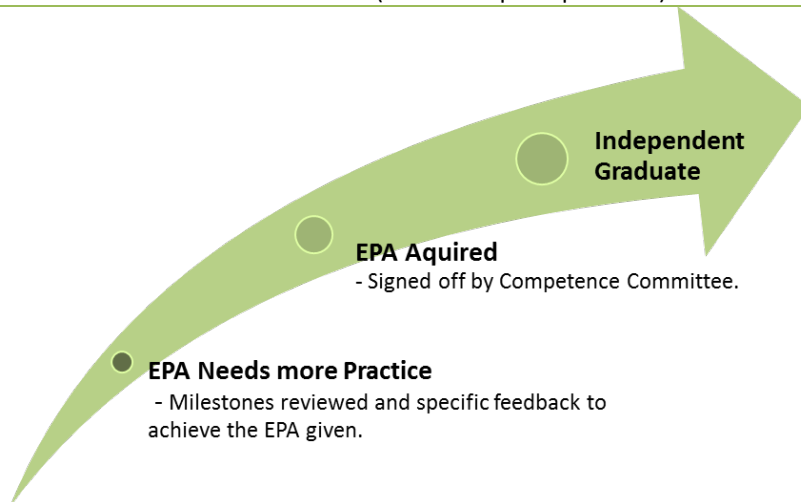 Independent
Graduate
EPA Aquired
- Signed off by Competence Committee.
EPA Needs more Practice
- Milestones reviewed and specific feedback to
achieve the EPA given.